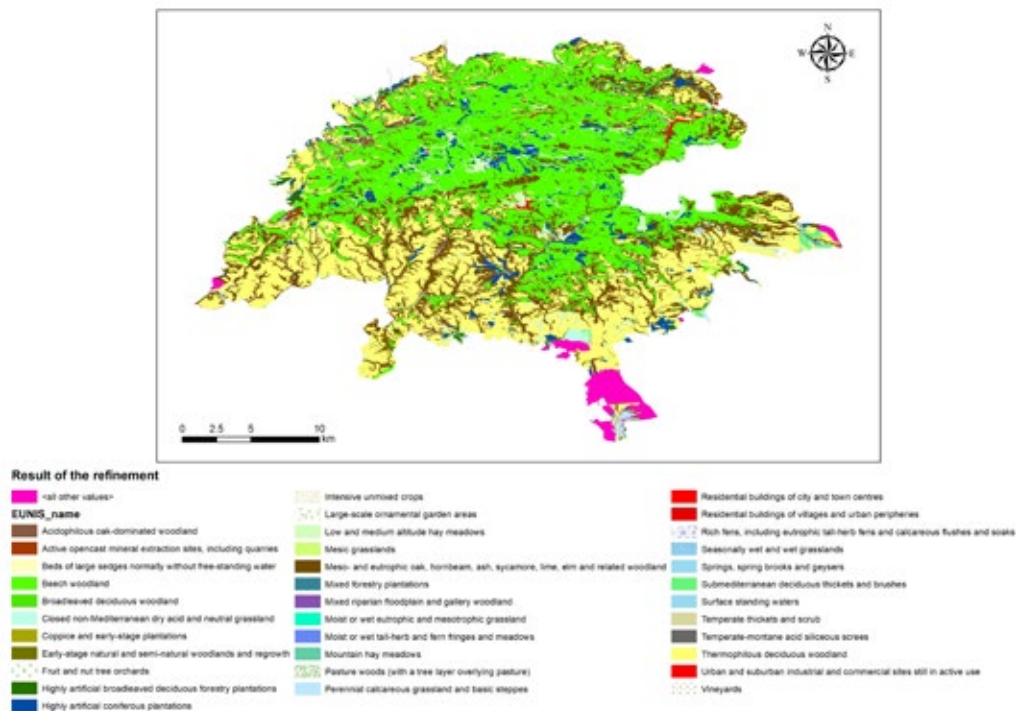 N
W E
S
0 2.5 5 10
km
Result of the refinement
<all other values>
EUNIS_name
Acidophilous oak-dominated woodland
Active opencast mineral extraction sites, including quarries
Beds of large sedges normally without free-standing water
Beech woodland
Broadleaved deciduous woodland
Closed non-Mediterranean dry acid and neutral grassland
Coppice and early-stage plantations
Early-stage natural and semi-natural woodlands and regrowth
Fruit and nut tree orchards
Highly artificial broadleaved deciduous forestry plantations
Highly artificial coniferous plantations
Intensive unmixed crops
Large-scale ornamental garden areas
Low and medium altitude hay meadows
Mesic grasslands
Meso- and eutrophic oak, hornbeam, ash, sycamore, lime, elm and related woodland
Mixed forestry plantations
Mixed riparian floodplain and gallery woodland
Moist or wet eutrophic and mesotrophic grassland
Moist or wet tall-herb and fern fringes and meadows
Mountain hay meadows
Pasture woods (with a tree layer overlying pasture)
Perennial calcareous grassland and basic steppes
Residential buildings of city and town centres
Residential buildings of villages and urban peripheries
Rich fens, including eutrophic tall-herb fens and calcareous flushes and soaks
Seasonally wet and wet grasslands
Springs, spring brooks and geysers
Submediterranean deciduous thickets and brushes
Surface standing waters
Temperate thickets and scrub
Temperate-montane acid siliceous screes
Thermophilous deciduous woodland
Urban and suburban industrial and commercial sites still in active use
Vineyards